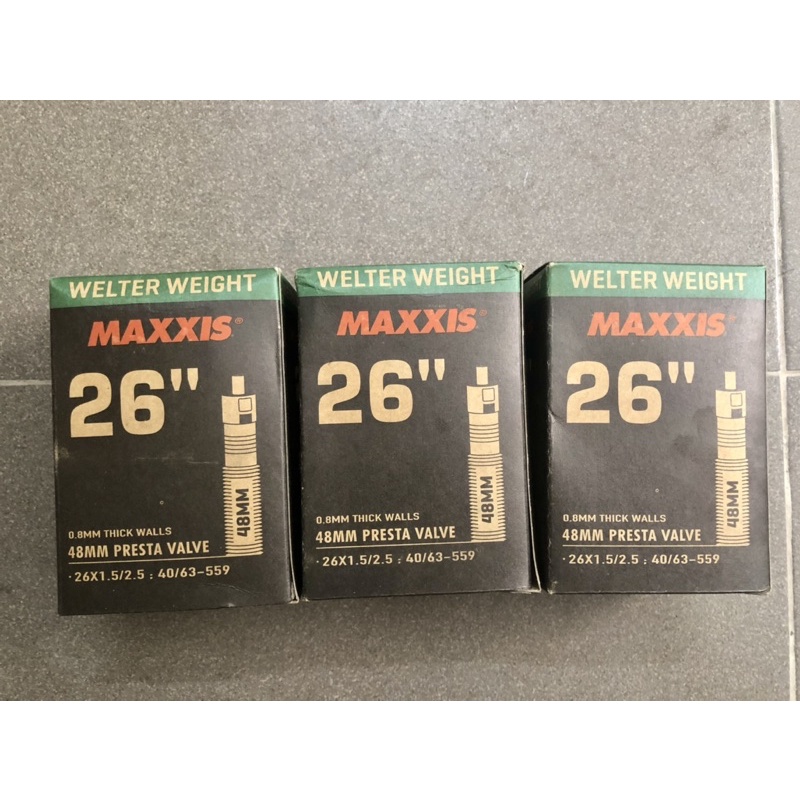 WELTER WEIGHT
MAXXIS®
26"
48MM
0.8MM THICK WALLS
48MM PRESTA VALVE
·26X1.5/2.5 : 40/63-559
WELTER WEIGHT
MAXXIS®
26"
48MM
0.8MM THICK WALLS
48MM PRESTA VALVE
·26X1.5/2.5 : 40/63-559
WELTER WEIGHT
MAXXIS®
26"
48MM
0.8MM THICK WALLS
48MM PRESTA VALVE
·26X1.5/2.5 : 40/63-559